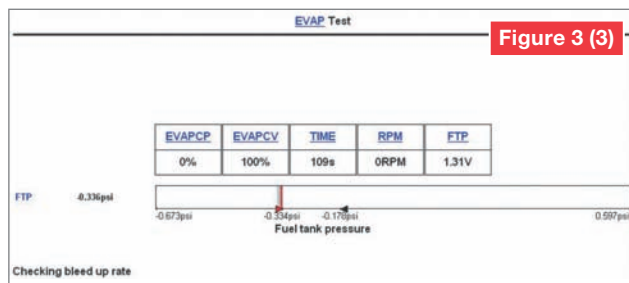 EVAP Test
Figure 3 (3)
EVAPCP EVAPCV TIME RPM FTP
0% 100% 109s 0RPM 1.31V
FTP -0.336psi
-0.673psi -0.334psi -0.178psi 0.597psi
Fuel tank pressure
Checking bleed up rate